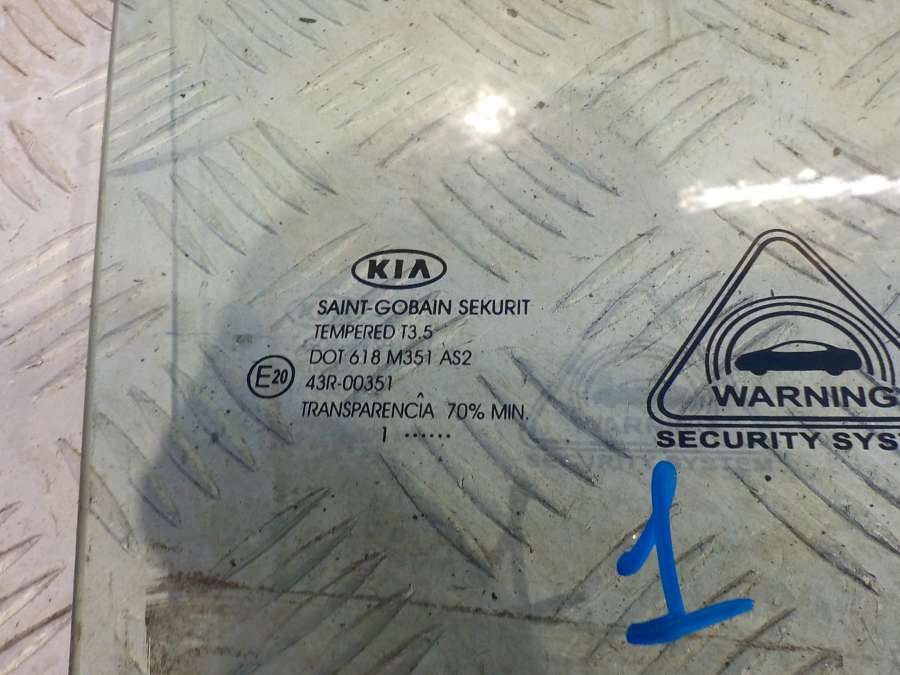 KIA
SAINT-GOBAIN SEKURIT
TEMPERED T3.5
DOT 618 M351 AS2
E20
43R-00351
TRANSPARENCÎA 70% MIN.
1 ······
WARNING
SECURITY SYS
1